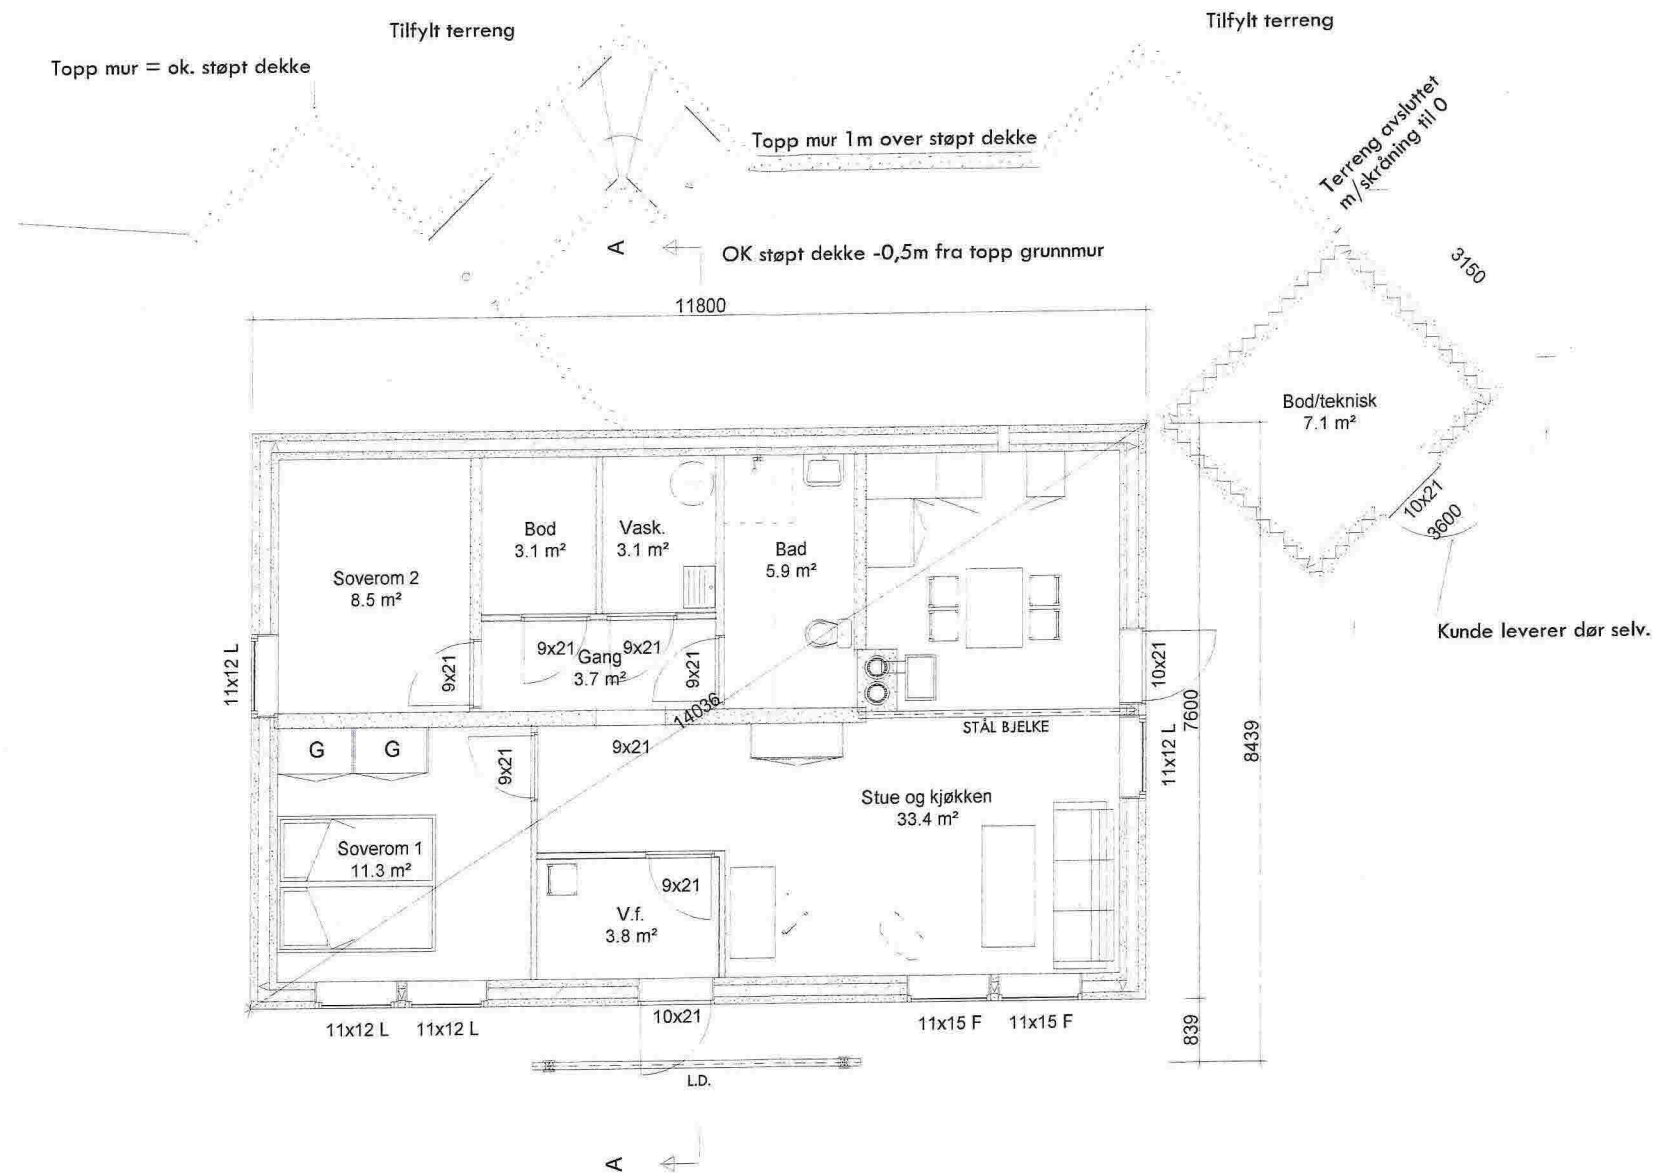 Tilfylt terreng
Tilfylt terreng
Topp mur = ok. støpt dekke
Topp mur 1m over støpt dekke
Terreng avsluttet
m/skråning til 0
A
OK støpt dekke -0,5m fra topp grunnmur
3150
11800
Bod/teknisk
7.1 m²
10x21
3600
Kunde leverer dør selv.
Soverom 2
8.5 m²
Bod
3.1 m²
Vask.
3.1 m²
Bad
5.9 m²
11x12 L
9x21
9x21
9x21
Gang
3.7 m²
9x21
10x21
7600
8439
14036
STÅL BJELKE
11x12 L
G
G
9x21
9x21
Stue og kjøkken
33.4 m²
Soverom 1
11.3 m²
9x21
V.f.
3.8 m²
11x12 L
11x12 L
10x21
11x15 F
11x15 F
839
L.D.
A